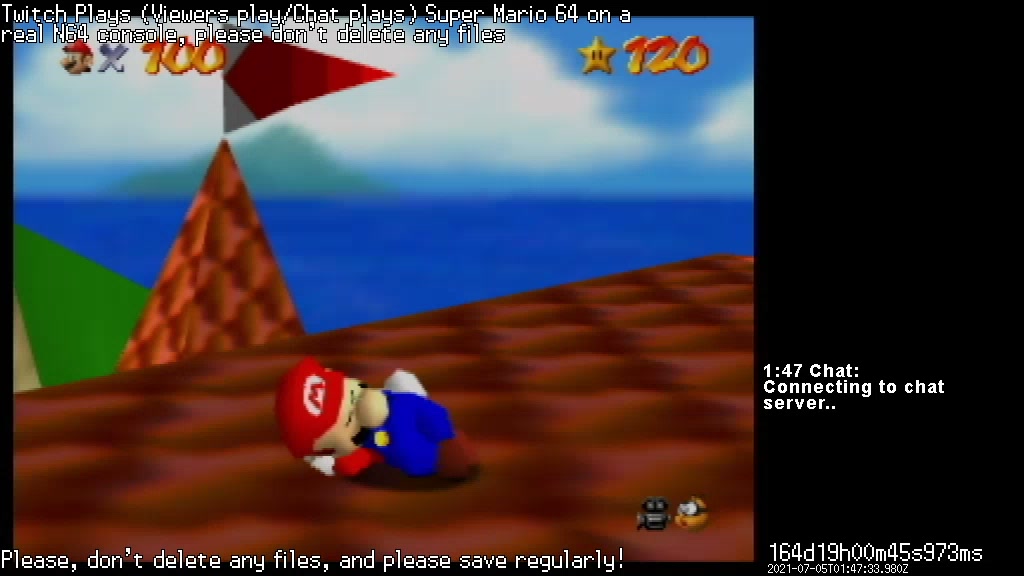 Twitch Plays (Viewers play/Chat plays) Super Mario 64 on a
real N64 console, please don't delete any files
100
120
M
1:47 Chat:
Connecting to chat
server..
Please, don't delete any files, and please save regularly!
164d19h00m45s973ms
2021-07-05T01:47:33.980Z